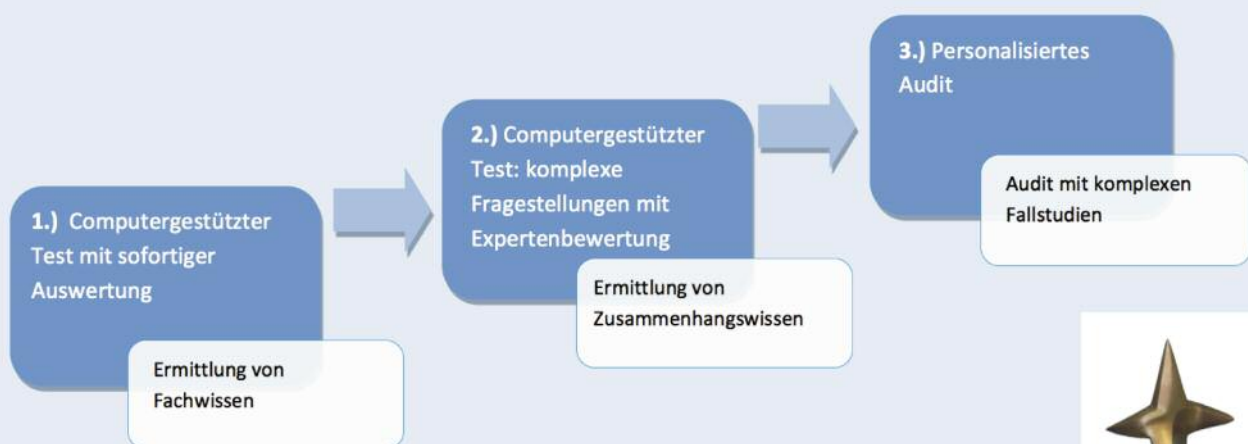 1.) Computergestützter
Test mit sofortiger
Auswertung
Ermittlung von
Fachwissen
2.) Computergestützter
Test: komplexe
Fragestellungen mit
Expertenbewertung
Ermittlung von
Zusammenhangswissen
3.) Personalisiertes
Audit
Audit mit komplexen
Fallstudien